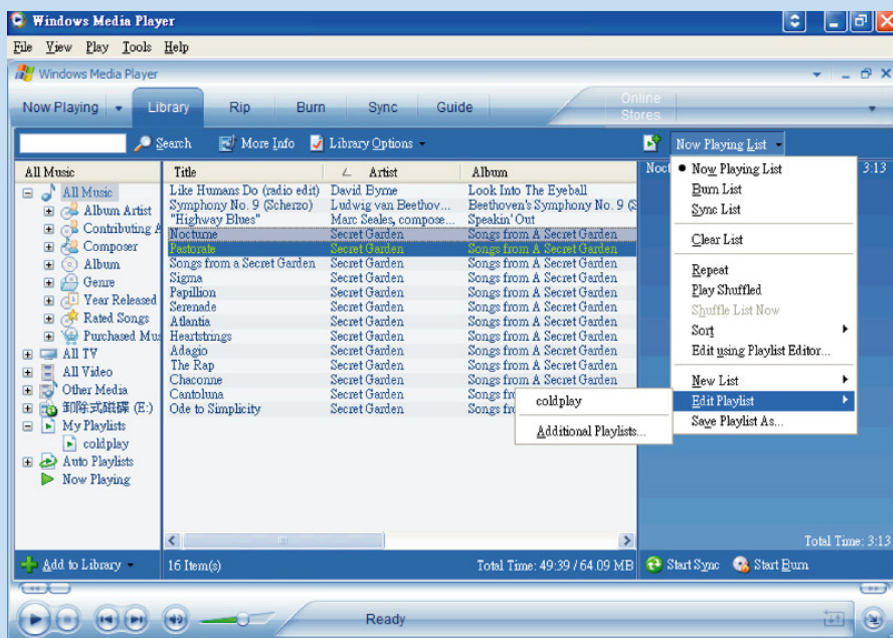 Windows Media Player
File View Play Tools Help
Windows Media Player
Now Playing Library Rip Burn Sync Guide Online Stores
Search More Info Library Options Now Playing List
All Music Title Artist Album Noct 3:13
All Music
Album Artist
Contributing A
Composer
Album
Genre
Year Released
Rated Songs
Purchased Mu
All TV
All Video
Other Media
卸除式磁碟 (E:)
My Playlists
coldplay
Auto Playlists
Now Playing
Like Humans Do (radio edit) David Byrne Look Into The Eyeball
Symphony No. 9 (Scherzo) Ludwig van Beethov... Beethoven's Symphony No. 9 (S
"Highway Blues" Marc Seales, compose... Speakin' Out
Nocturne Secret Garden Songs from A Secret Garden
Pastorale Secret Garden Songs from A Secret Garden
Songs from a Secret Garden Secret Garden Songs from A Secret Garden
Sigma Secret Garden Songs from A Secret Garden
Papillion Secret Garden Songs from A Secret Garden
Serenade Secret Garden Songs from A Secret Garden
Atlantia Secret Garden Songs from A Secret Garden
Heartstrings Secret Garden Songs from A Secret Garden
Adagio Secret Garden Songs from A Secret Garden
The Rap Secret Garden Songs from A Secret Garden
Chaconne Secret Garden Songs from A Secret Garden
Cantoluna Secret Garden Songs fr
Ode to Simplicity Secret Garden Songs fr
Now Playing List
Burn List
Sync List
Clear List
Repeat
Play Shuffled
Shuffle List Now
Sort
Edit using Playlist Editor...
New List
Edit Playlist
Save Playlist As...
coldplay
Additional Playlists...
Total Time: 3:13
Add to Library 16 Item(s) Total Time: 49:39 / 64.09 MB Start Sync Start Burn
Ready